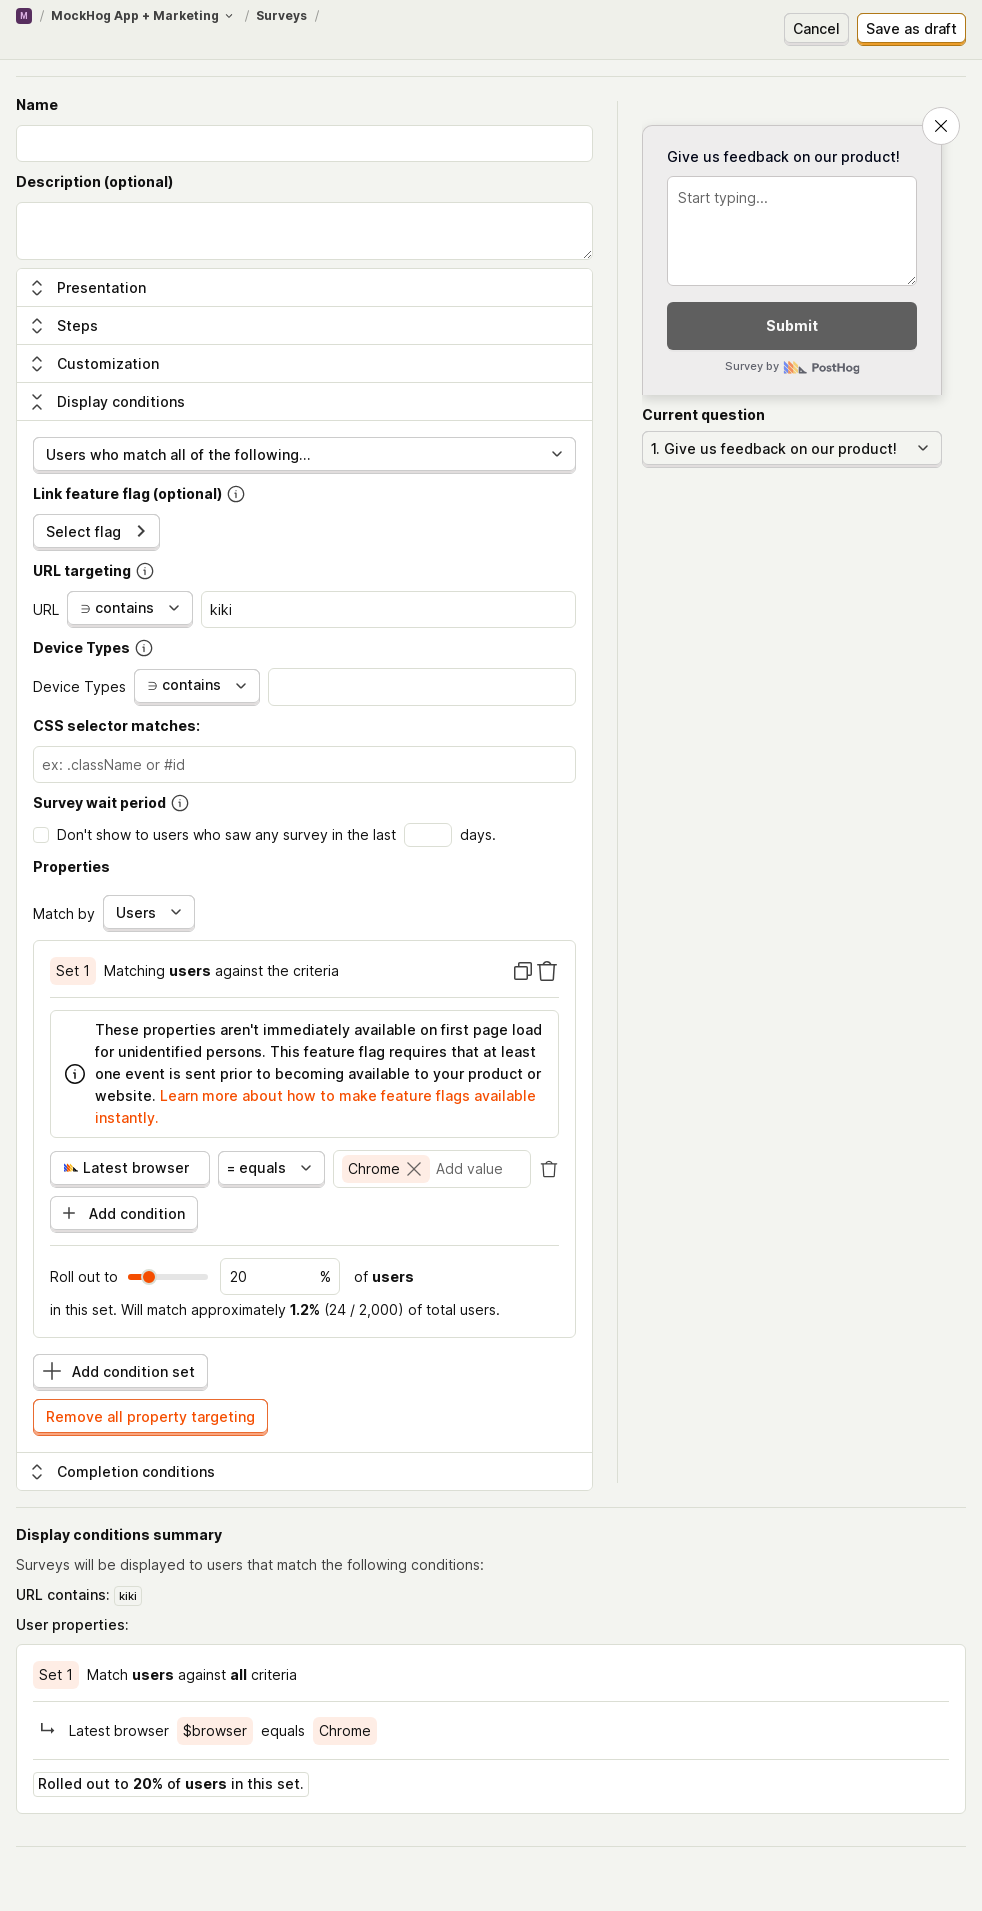 M / MockHog App + Marketing / Surveys /
Cancel
Save as draft
Name
Description (optional)
Presentation
Steps
Customization
Display conditions
Users who match all of the following...
Link feature flag (optional)
Select flag
URL targeting
URL ∋ contains kiki
Device Types
Device Types ∋ contains
CSS selector matches:
ex: .className or #id
Survey wait period
Don't show to users who saw any survey in the last days.
Properties
Match by Users
Set 1 Matching users against the criteria
These properties aren't immediately available on first page load
for unidentified persons. This feature flag requires that at least
one event is sent prior to becoming available to your product or
website. Learn more about how to make feature flags available
instantly.
Latest browser = equals Chrome Add value
Add condition
Roll out to 20 % of users
in this set. Will match approximately 1.2% (24 / 2,000) of total users.
Add condition set
Remove all property targeting
Completion conditions
Give us feedback on our product!
Start typing...
Submit
Survey by PostHog
Current question
1. Give us feedback on our product!
Display conditions summary
Surveys will be displayed to users that match the following conditions:
URL contains: kiki
User properties:
Set 1 Match users against all criteria
Latest browser $browser equals Chrome
Rolled out to 20% of users in this set.